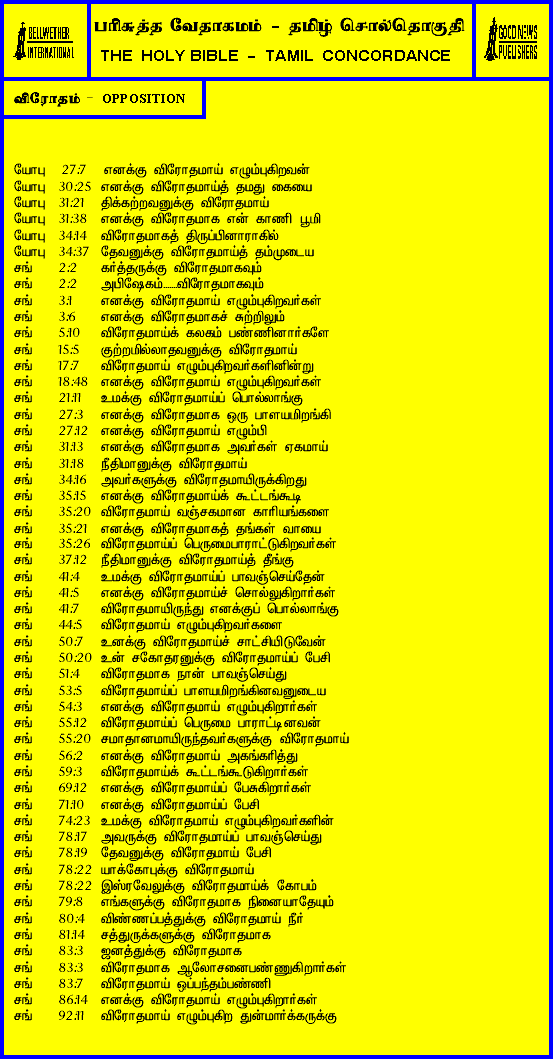 BELLWETHER INTERNATIONAL
பரிசுத்த வேதாகமம் - தமிழ் சொல்தொகுதி
THE HOLY BIBLE - TAMIL CONCORDANCE
GOOD NEWS PUBLISHERS
விரோதம் - OPPOSITION
யோபு 27:7 எனக்கு விரோதமாய் எழும்புகிறவன்
யோபு 30:25 எனக்கு விரோதமாய்த் தமது கையை
யோபு 31:21 திக்கற்றவனுக்கு விரோதமாய்
யோபு 31:38 எனக்கு விரோதமாக என் காணி பூமி
யோபு 34:14 விரோதமாகத் திருப்பினாராகில்
யோபு 34:37 தேவனுக்கு விரோதமாய்த் தம்முடைய
சங் 2:2 கர்த்தருக்கு விரோதமாகவும்
சங் 2:2 அபிஷேகம்......விரோதமாகவும்
சங் 3:1 எனக்கு விரோதமாய் எழும்புகிறவர்கள்
சங் 3:6 எனக்கு விரோதமாகச் சுற்றிலும்
சங் 5:10 விரோதமாய்க் கலகம் பண்ணினார்களே
சங் 15:5 குற்றமில்லாதவனுக்கு விரோதமாய்
சங் 17:7 விரோதமாய் எழும்புகிறவர்களினின்று
சங் 18:48 எனக்கு விரோதமாய் எழும்புகிறவர்கள்
சங் 21:11 உமக்கு விரோதமாய்ப் பொல்லாங்கு
சங் 27:3 எனக்கு விரோதமாக ஒரு பாளயமிறங்கி
சங் 27:12 எனக்கு விரோதமாய் எழும்பி
சங் 31:13 எனக்கு விரோதமாக அவர்கள் ஏகமாய்
சங் 31:18 நீதிமானுக்கு விரோதமாய்
சங் 34:16 அவர்களுக்கு விரோதமாயிருக்கிறது
சங் 35:15 எனக்கு விரோதமாய்க் கூட்டங்கூடி
சங் 35:20 விரோதமாய் வஞ்சகமான காரியங்களை
சங் 35:21 எனக்கு விரோதமாகத் தங்கள் வாயை
சங் 35:26 விரோதமாய்ப் பெருமைபாராட்டுகிறவர்கள்
சங் 37:12 நீதிமானுக்கு விரோதமாய்த் தீங்கு
சங் 41:4 உமக்கு விரோதமாய்ப் பாவஞ்செய்தேன்
சங் 41:5 எனக்கு விரோதமாய்ச் சொல்லுகிறார்கள்
சங் 41:7 விரோதமாயிருந்து எனக்குப் பொல்லாங்கு
சங் 44:5 விரோதமாய் எழும்புகிறவர்களை
சங் 50:7 உனக்கு விரோதமாய்ச் சாட்சியிடுவேன்
சங் 50:20 உன் சகோதரனுக்கு விரோதமாய்ப் பேசி
சங் 51:4 விரோதமாக நான் பாவஞ்செய்து
சங் 53:5 விரோதமாய்ப் பாளயமிறங்கினவனுடைய
சங் 54:3 எனக்கு விரோதமாய் எழும்புகிறார்கள்
சங் 55:12 விரோதமாய்ப் பெருமை பாராட்டினவன்
சங் 55:20 சமாதானமாயிருந்தவர்களுக்கு விரோதமாய்
சங் 56:2 எனக்கு விரோதமாய் அகங்கரித்து
சங் 59:3 விரோதமாய்க் கூட்டங்கூடுகிறார்கள்
சங் 69:12 எனக்கு விரோதமாய்ப் பேசுகிறார்கள்
சங் 71:10 எனக்கு விரோதமாய்ப் பேசி
சங் 74:23 உமக்கு விரோதமாய் எழும்புகிறவர்களின்
சங் 78:17 அவருக்கு விரோதமாய்ப் பாவஞ்செய்து
சங் 78:19 தேவனுக்கு விரோதமாய் பேசி
சங் 78:22 யாக்கோபுக்கு விரோதமாய்
சங் 78:22 இஸ்ரவேலுக்கு விரோதமாய்க் கோபம்
சங் 79:8 எங்களுக்கு விரோதமாக நினையாதேயும்
சங் 80:4 விண்ணப்பத்துக்கு விரோதமாய் நீர்
சங் 81:14 சத்துருக்களுக்கு விரோதமாக
சங் 83:3 ஜனத்துக்கு விரோதமாக
சங் 83:3 விரோதமாக ஆலோசனைபண்ணுகிறார்கள்
சங் 83:7 விரோதமாய் ஒப்பந்தம்பண்ணி
சங் 86:14 எனக்கு விரோதமாய் எழும்புகிறார்கள்
சங் 92:11 விரோதமாய் எழும்புகிற துன்மார்க்கருக்கு